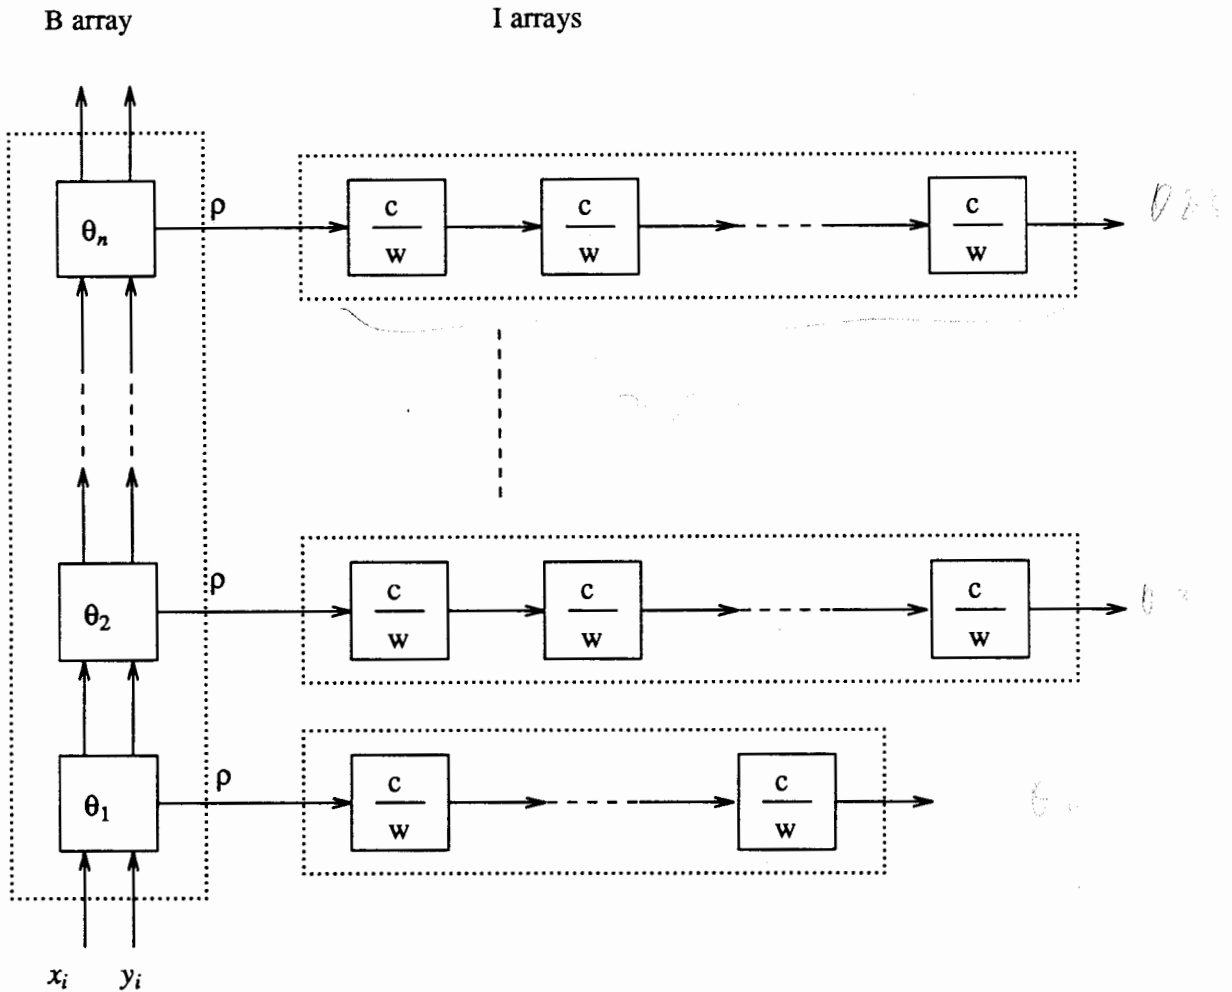 B array I arrays
θn ρ c/w c/w c/w
θ2 ρ c/w c/w c/w
θ1 ρ c/w c/w
xi yi